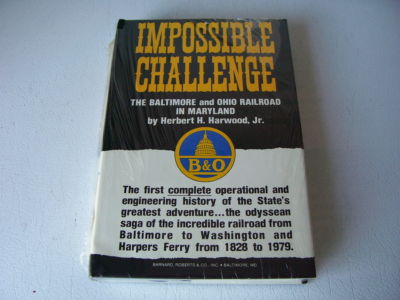 IMPOSSIBLE
CHALLENGE
THE BALTIMORE and OHIO RAILROAD
IN MARYLAND
by Herbert H. Harwood, Jr.
B&O
The first complete operational and
engineering history of the State's
greatest adventure...the odyssean
saga of the incredible railroad from
Baltimore to Washington and
Harpers Ferry from 1828 to 1979.
BARNARD, ROBERTS & CO., INC. • BALTIMORE, MD